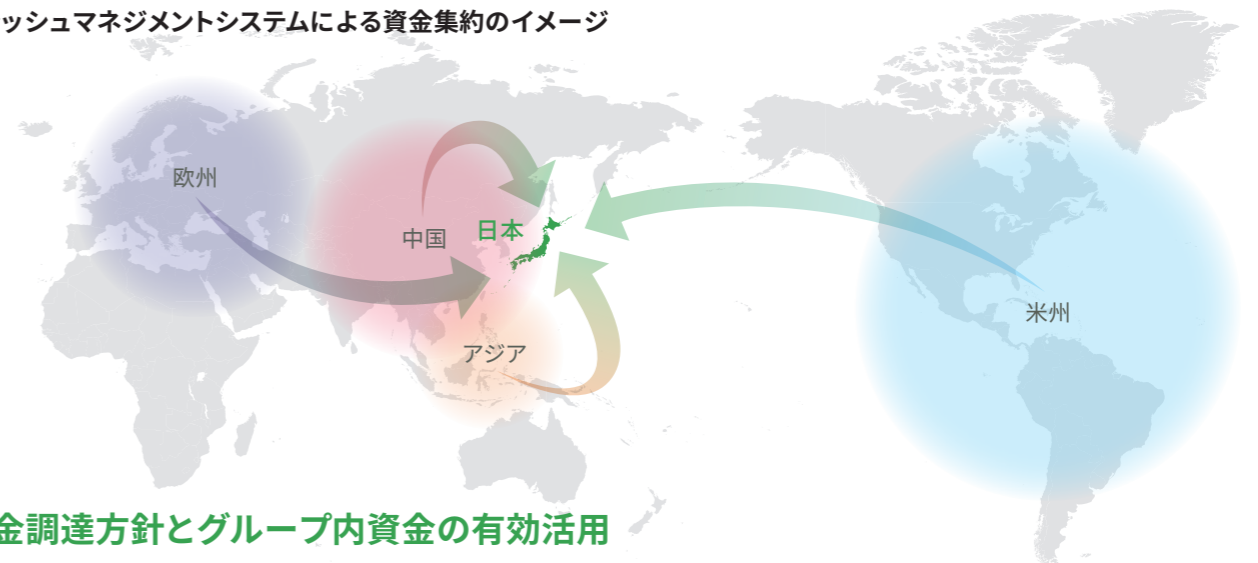 ッシュマネジメントシステムによる資金集約のイメージ
欧州
中国
日本
米州
アジア
金調達方針とグループ内資金の有効活用